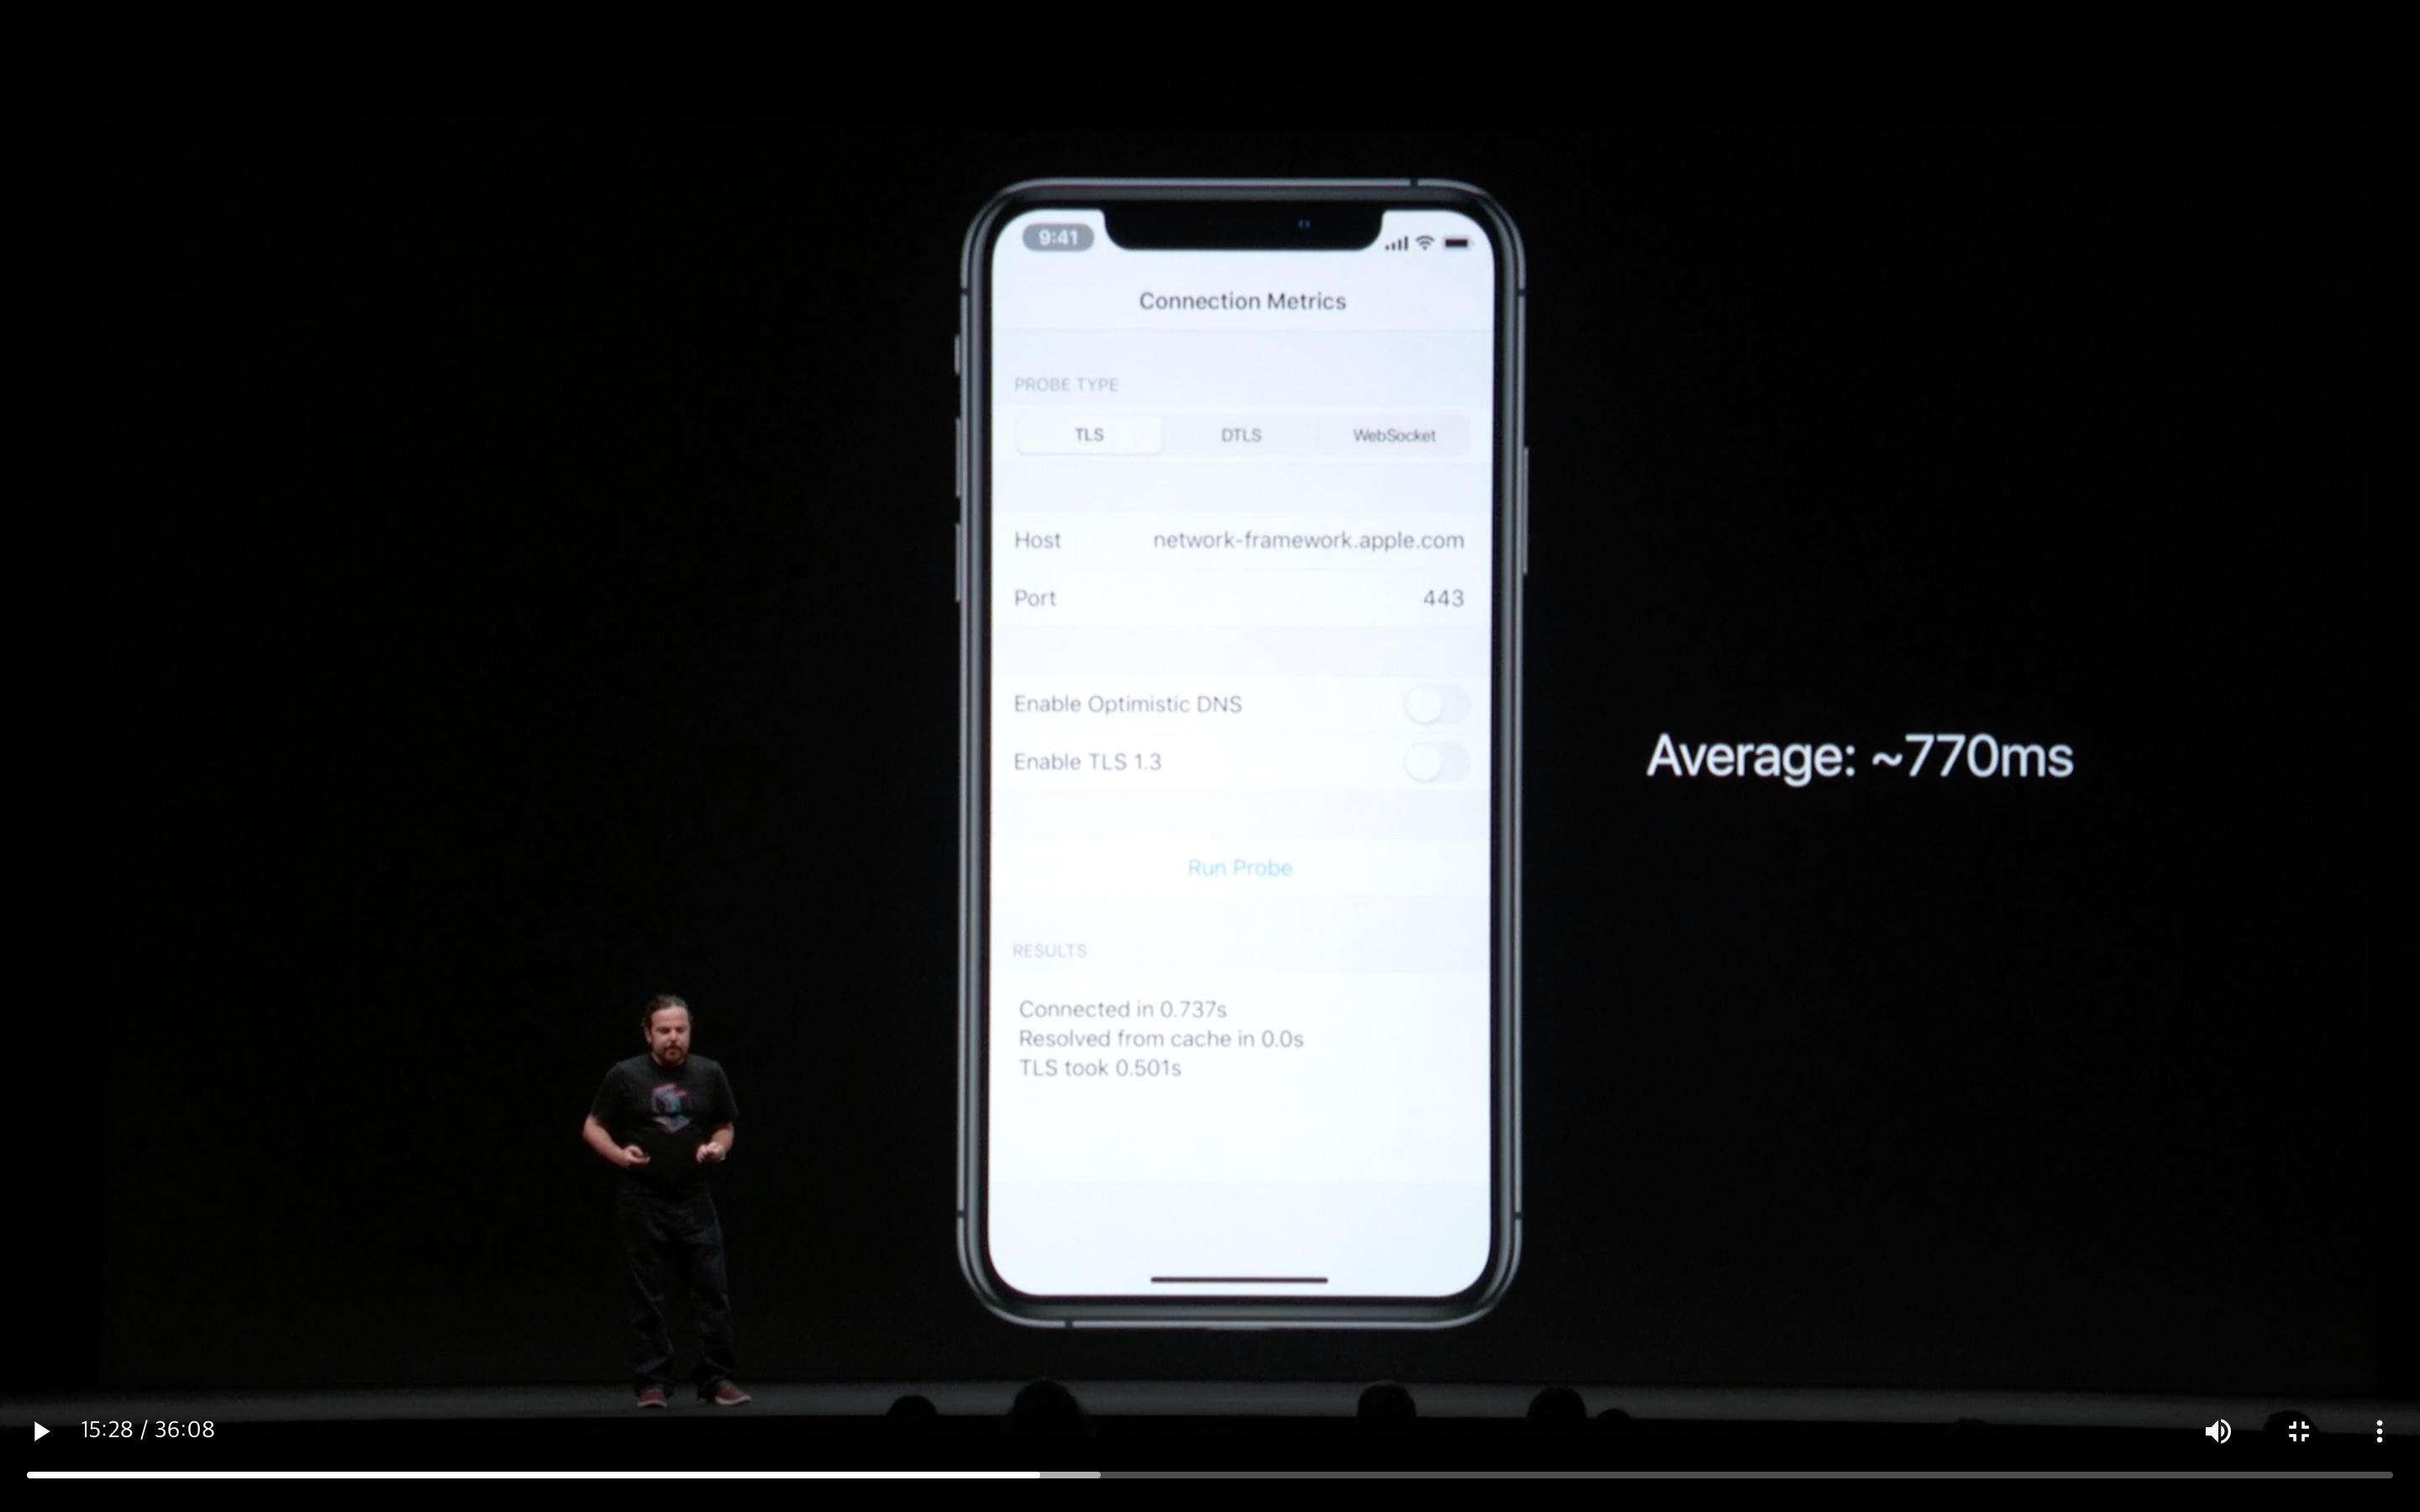 9:41
Connection Metrics
PROBE TYPE
TLS DTLS WebSocket
Host network-framework.apple.com
Port 443
Enable Optimistic DNS
Enable TLS 1.3
Average: ~770ms
Run Probe
RESULTS
Connected in 0.737s
Resolved from cache in 0.0s
TLS took 0.501s
15:28 / 36:08